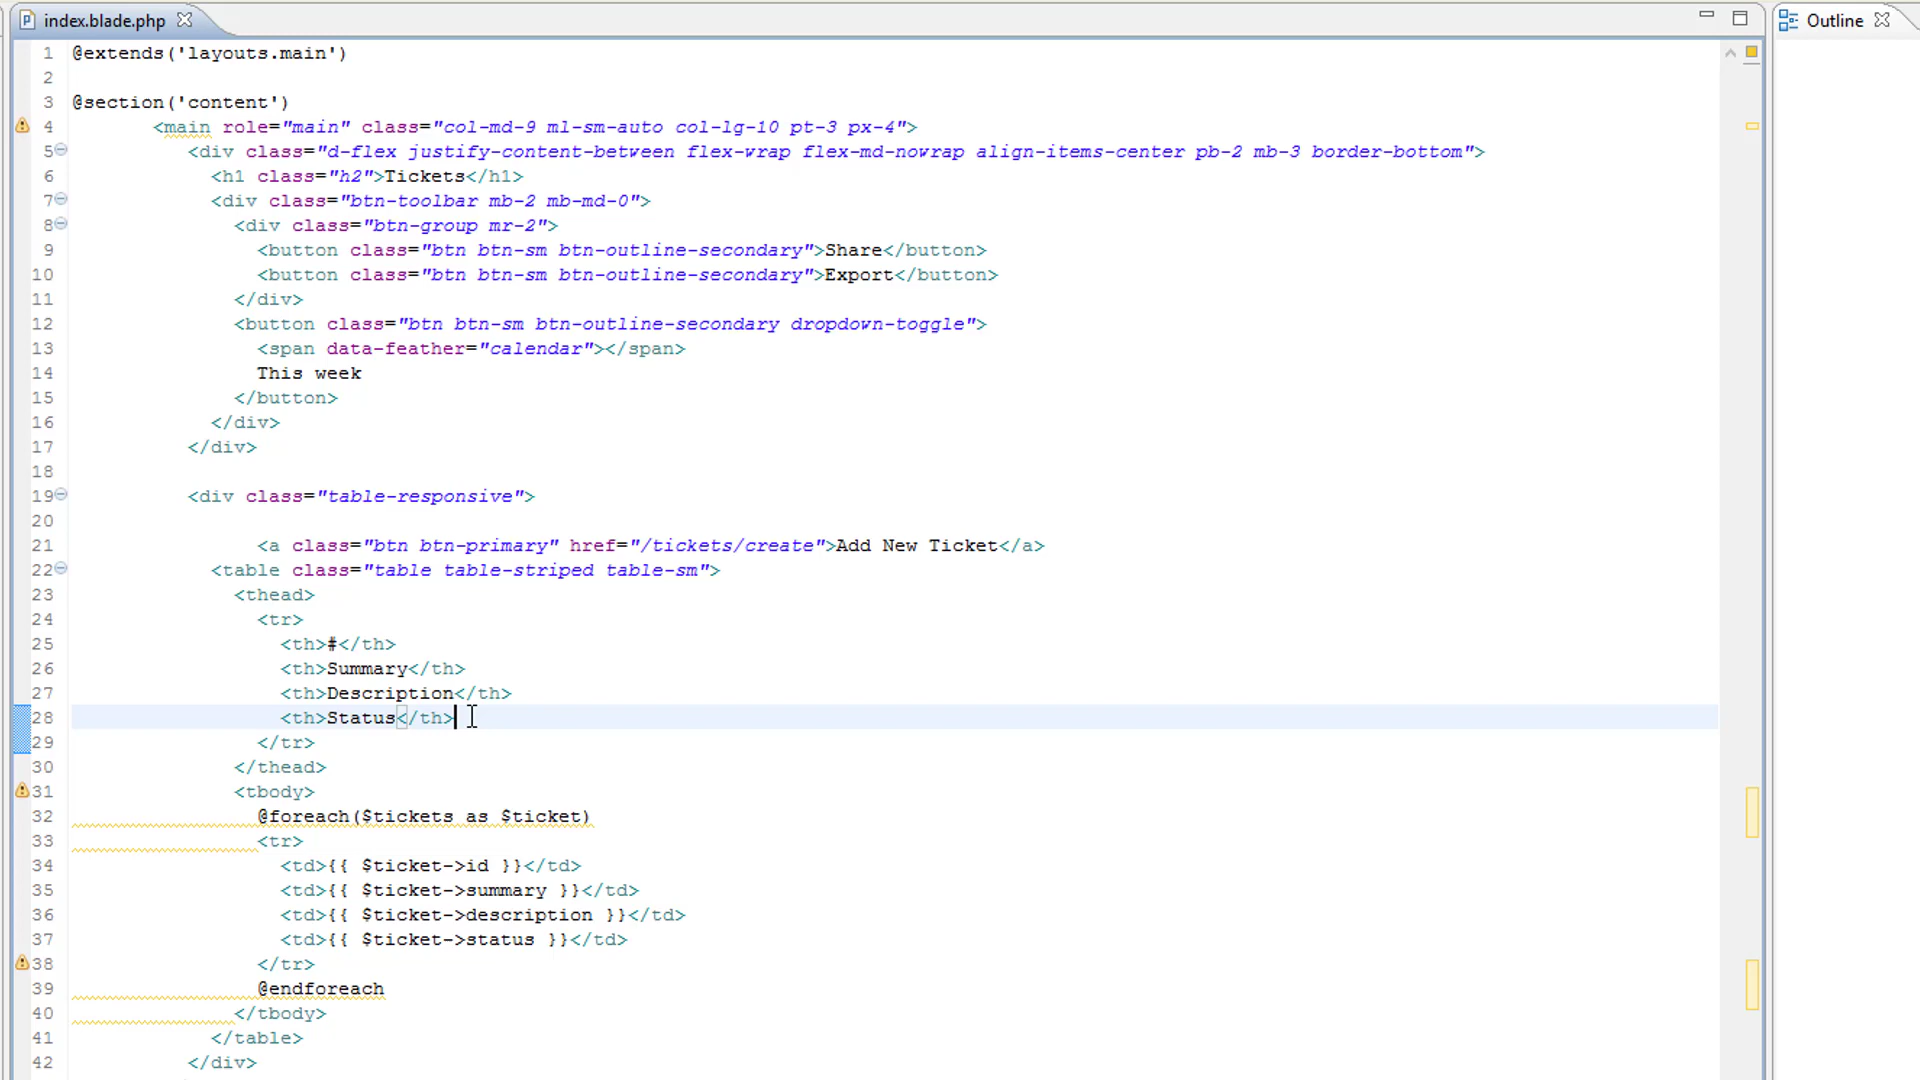 index.blade.php
Outline
1 @extends('layouts.main')
2
3 @section('content')
4 <main role="main" class="col-md-9 ml-sm-auto col-lg-10 pt-3 px-4">
5 <div class="d-flex justify-content-between flex-wrap flex-md-nowrap align-items-center pb-2 mb-3 border-bottom">
6 <h1 class="h2">Tickets</h1>
7 <div class="btn-toolbar mb-2 mb-md-0">
8 <div class="btn-group mr-2">
9 <button class="btn btn-sm btn-outline-secondary">Share</button>
10 <button class="btn btn-sm btn-outline-secondary">Export</button>
11 </div>
12 <button class="btn btn-sm btn-outline-secondary dropdown-toggle">
13 <span data-feather="calendar"></span>
14 This week
15 </button>
16 </div>
17 </div>
18
19 <div class="table-responsive">
20
21 <a class="btn btn-primary" href="/tickets/create">Add New Ticket</a>
22 <table class="table table-striped table-sm">
23 <thead>
24 <tr>
25 <th>#</th>
26 <th>Summary</th>
27 <th>Description</th>
28 <th>Status</th>
29 </tr>
30 </thead>
31 <tbody>
32 @foreach($tickets as $ticket)
33 <tr>
34 <td>{{ $ticket->id }}</td>
35 <td>{{ $ticket->summary }}</td>
36 <td>{{ $ticket->description }}</td>
37 <td>{{ $ticket->status }}</td>
38 </tr>
39 @endforeach
40 </tbody>
41 </table>
42 </div>